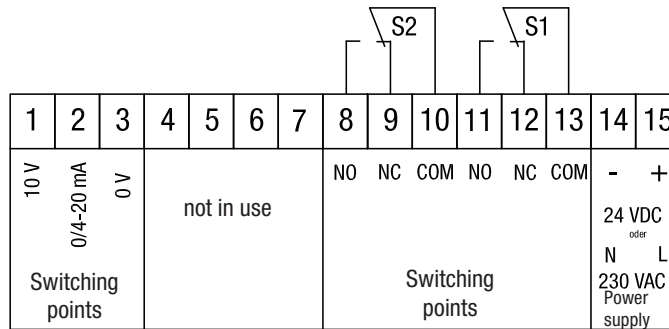 S2 S1
1 2 3 4 5 6 7 8 9 10 11 12 13 14 15
10 V
0/4-20 mA
0 V
not in use
NO NC COM NO NC COM - +
24 VDC
oder
N L
230 VAC
Switching
points
Switching
points
Power
supply